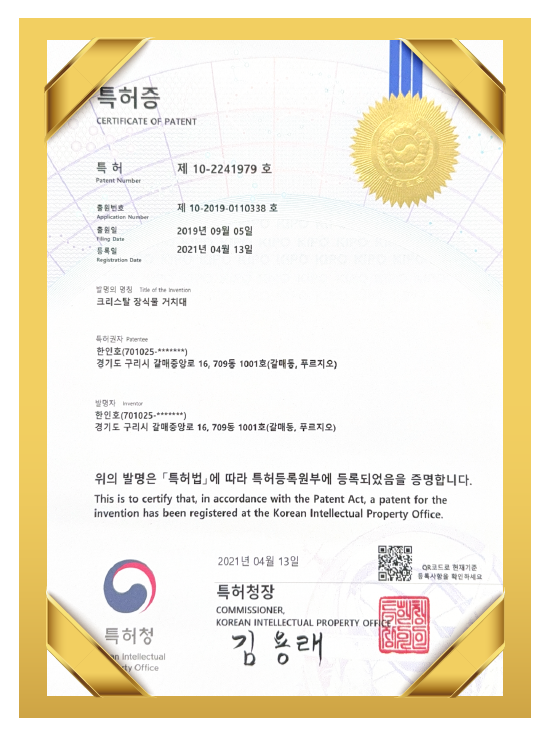 특허증
CERTIFICATE OF PATENT
특 허 제 10-2241979 호
Patent Number
출원번호 제 10-2019-0110338 호
Application Number
출원일 2019년 09월 05일
Filing Date
등록일 2021년 04월 13일
Registration Date
발명의 명칭 Title of the Invention
크리스탈 장식물 거치대
특허권자 Patentee
한인호(701025-*******)
경기도 구리시 갈매중앙로 16, 709동 1001호(갈매동, 푸르지오)
발명자 Inventor
한인호(701025-*******)
경기도 구리시 갈매중앙로 16, 709동 1001호(갈매동, 푸르지오)
위의 발명은 「특허법」에 따라 특허등록원부에 등록되었음을 증명합니다.
This is to certify that, in accordance with the Patent Act, a patent for the
invention has been registered at the Korean Intellectual Property Office.
2021년 04월 13일
QR코드로 현재기준
등록사항을 확인하세요
특허청장
COMMISSIONER,
KOREAN INTELLECTUAL PROPERTY OFFICE
김용래
특허청
Intellectual
Office